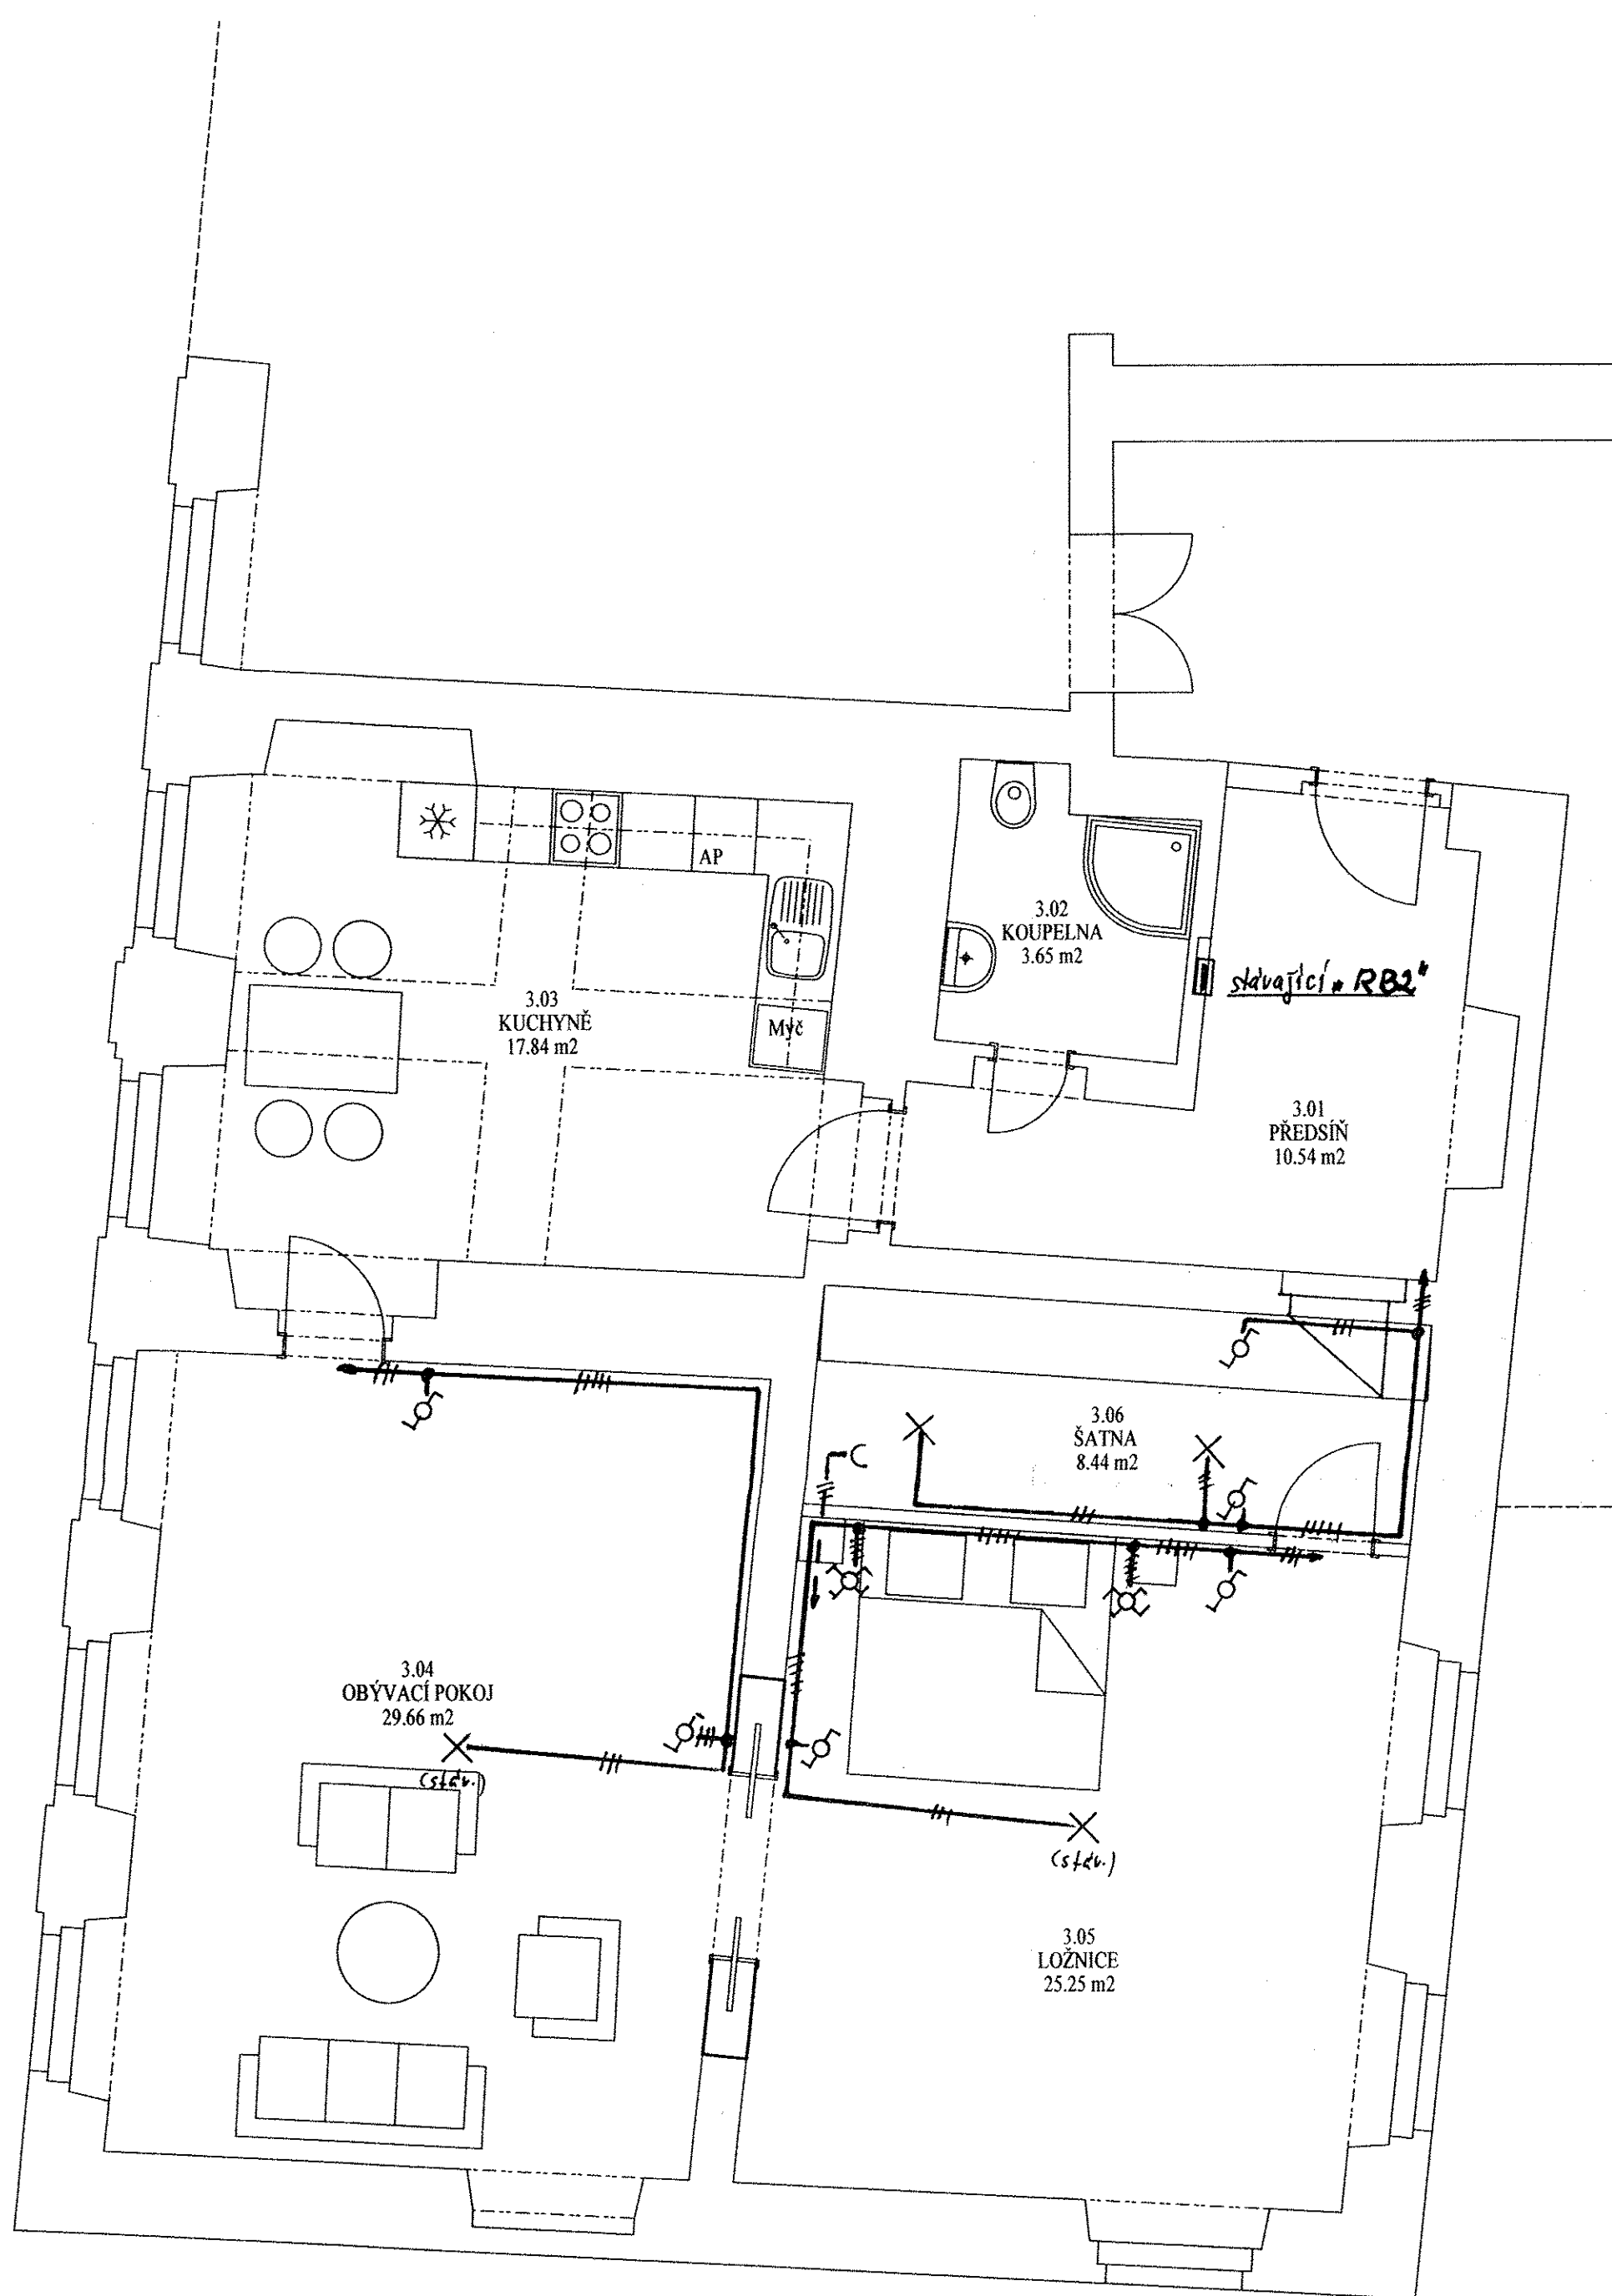 AP
3.02
KOUPELNA
3.65 m2
stávající „RB2"
3.03
KUCHYNĚ
17.84 m2
Myč
3.01
PŘEDSÍŇ
10.54 m2
3.06
ŠATNA
8.44 m2
3.04
OBÝVACÍ POKOJ
29.66 m2
(stáv.)
(stáv.)
3.05
LOŽNICE
25.25 m2